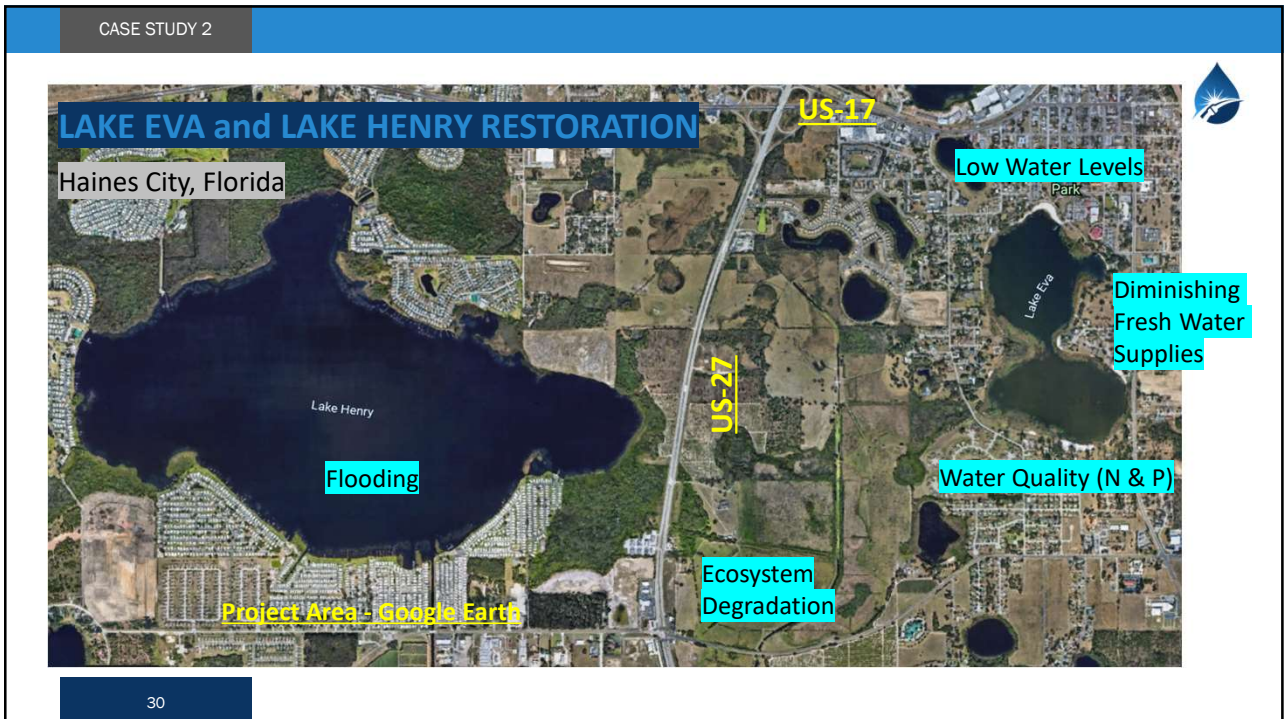 CASE STUDY 2
LAKE EVA and LAKE HENRY RESTORATION
Haines City, Florida
US-17
Low Water Levels
Park
Lake Eva
Diminishing
Fresh Water
Supplies
US-27
Lake Henry
Flooding
Water Quality (N & P)
Ecosystem
Degradation
Project Area - Google Earth
30